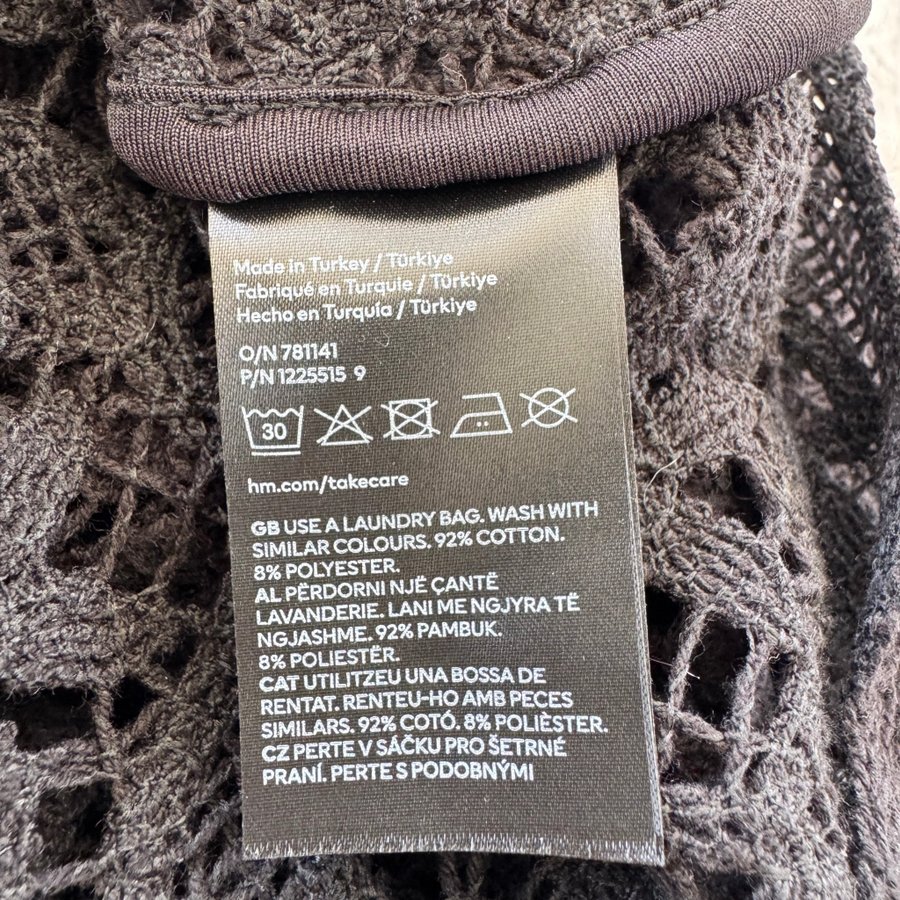 Made in Turkey / Türkiye
Fabriqué en Turquie / Türkiye
Hecho en Turquía / Türkiye
O/N 781141
P/N 1225515 9
30
hm.com/takecare
GB USE A LAUNDRY BAG. WASH WITH
SIMILAR COLOURS. 92% COTTON.
8% POLYESTER.
AL PËRDORNI NJË ÇANTË
LAVANDERIE. LANI ME NGJYRA TË
NGJASHME. 92% PAMBUK.
8% POLIESTËR.
CAT UTILITZEU UNA BOSSA DE
RENTAT. RENTEU-HO AMB PECES
SIMILARS. 92% COTÓ. 8% POLIÈSTER.
CZ PERTE V SÁČKU PRO ŠETRNÉ
PRANÍ. PERTE S PODOBNÝMI